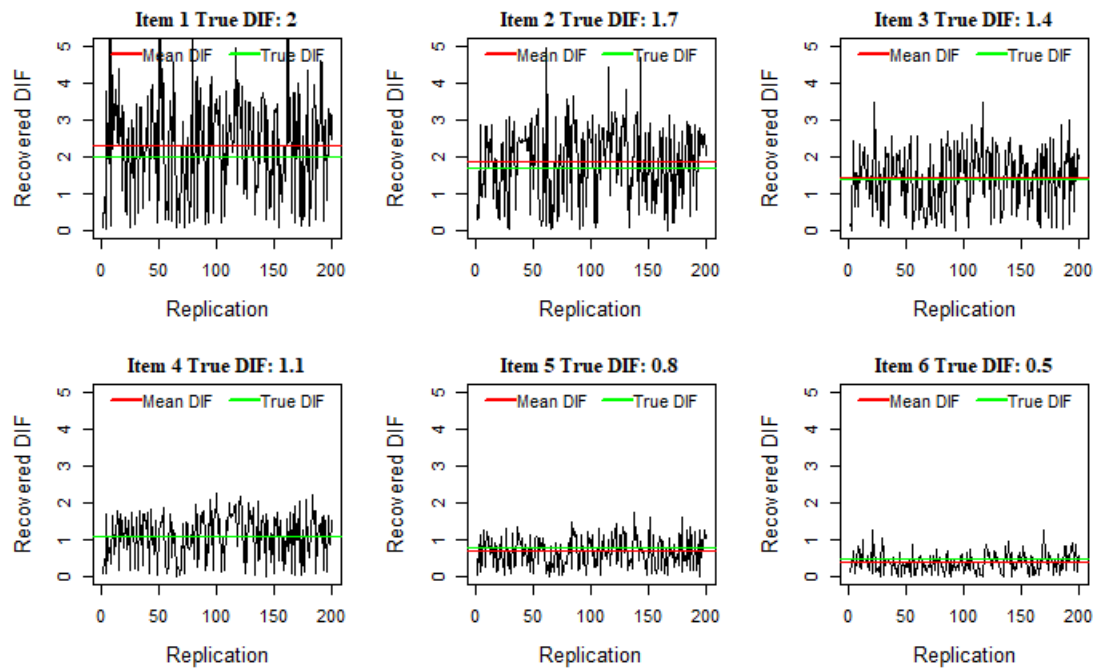 Item 1 True DIF: 2
Recovered DIF
5
4
3
2
1
0
Mean DIF True DIF
0 50 100 150 200
Replication
Item 2 True DIF: 1.7
Recovered DIF
5
4
3
2
1
0
Mean DIF True DIF
0 50 100 150 200
Replication
Item 3 True DIF: 1.4
Recovered DIF
5
4
3
2
1
0
Mean DIF True DIF
0 50 100 150 200
Replication
Item 4 True DIF: 1.1
Recovered DIF
5
4
3
2
1
0
Mean DIF True DIF
0 50 100 150 200
Replication
Item 5 True DIF: 0.8
Recovered DIF
5
4
3
2
1
0
Mean DIF True DIF
0 50 100 150 200
Replication
Item 6 True DIF: 0.5
Recovered DIF
5
4
3
2
1
0
Mean DIF True DIF
0 50 100 150 200
Replication